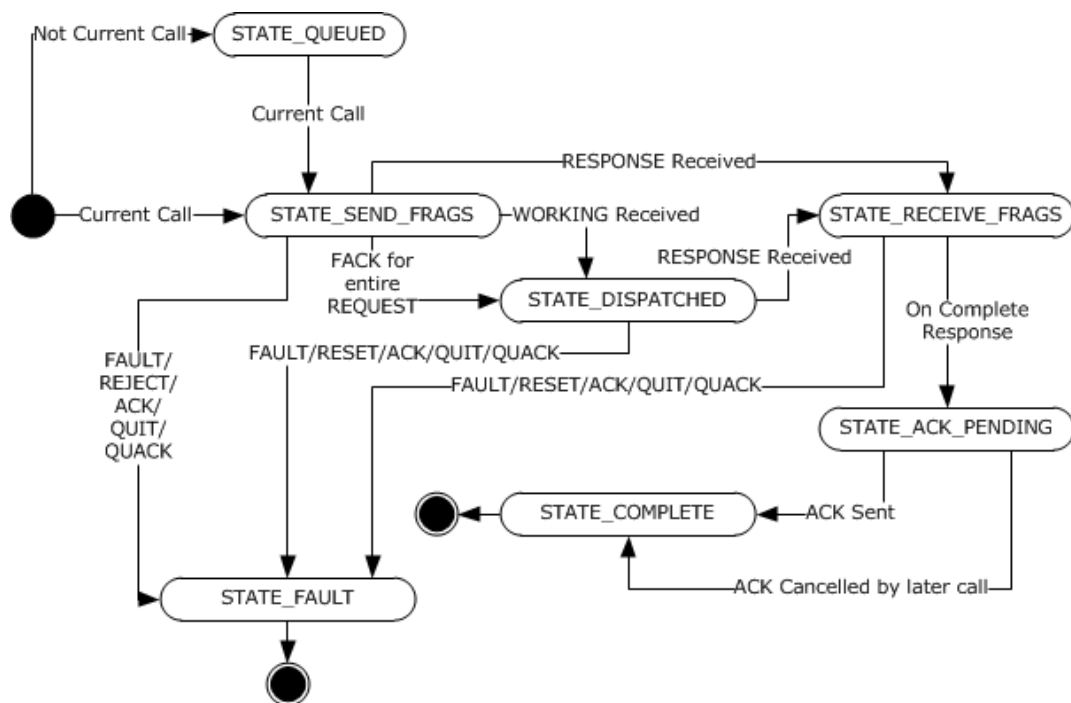 Not Current Call
STATE_QUEUED
Current Call
RESPONSE Received
Current Call
STATE_SEND_FRAGS
WORKING Received
STATE_RECEIVE_FRAGS
FACK for
entire
REQUEST
RESPONSE Received
STATE_DISPATCHED
On Complete
Response
FAULT/RESET/ACK/QUIT/QUACK
FAULT/
REJECT/
ACK/
QUIT/
QUACK
FAULT/RESET/ACK/QUIT/QUACK
STATE_ACK_PENDING
STATE_COMPLETE
ACK Sent
ACK Cancelled by later call
STATE_FAULT